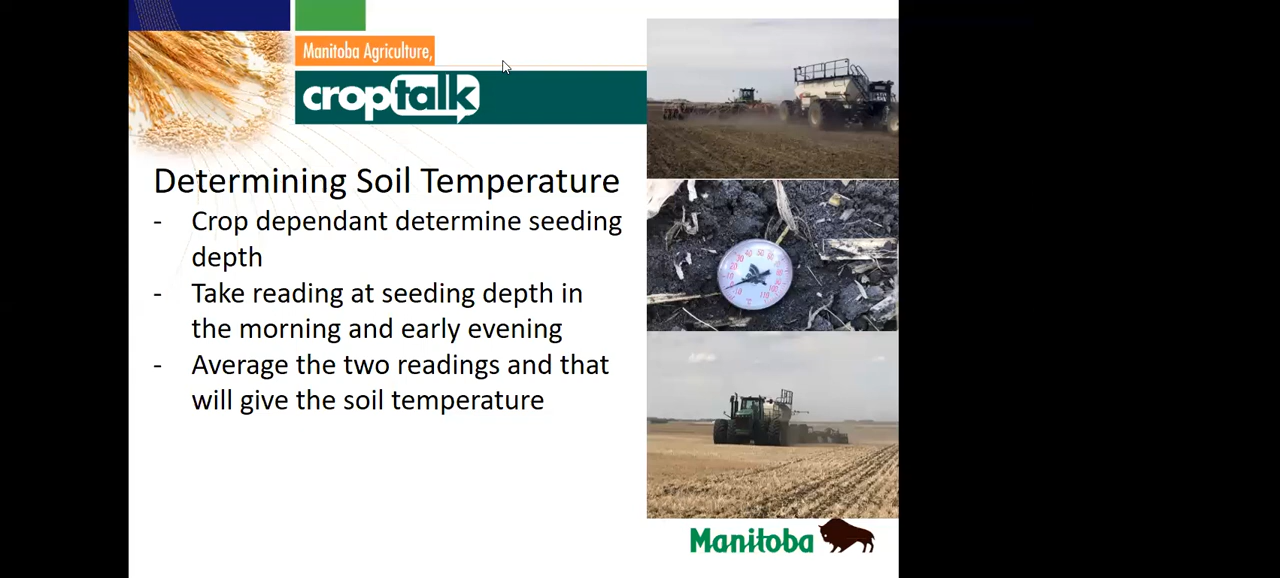 Manitoba Agriculture,
croptalk
Determining Soil Temperature
- Crop dependant determine seeding
depth
- Take reading at seeding depth in
the morning and early evening
- Average the two readings and that
will give the soil temperature
Manitoba